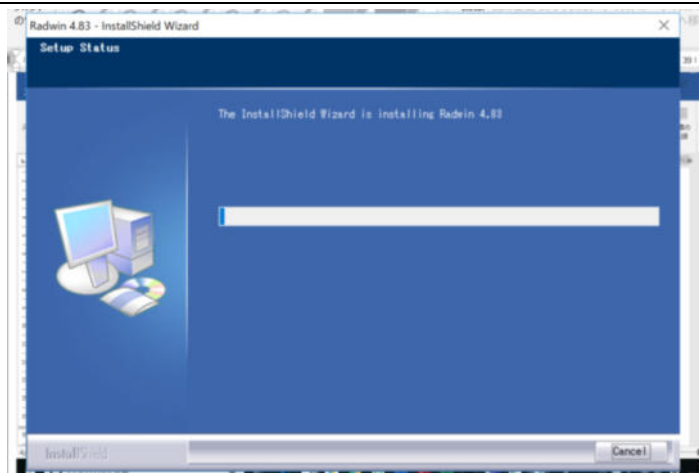 Radwin 4.83 - InstallShield Wizard
Setup Status
The InstallShield Wizard is installing Radwin 4.83
InstallShield
Cancel